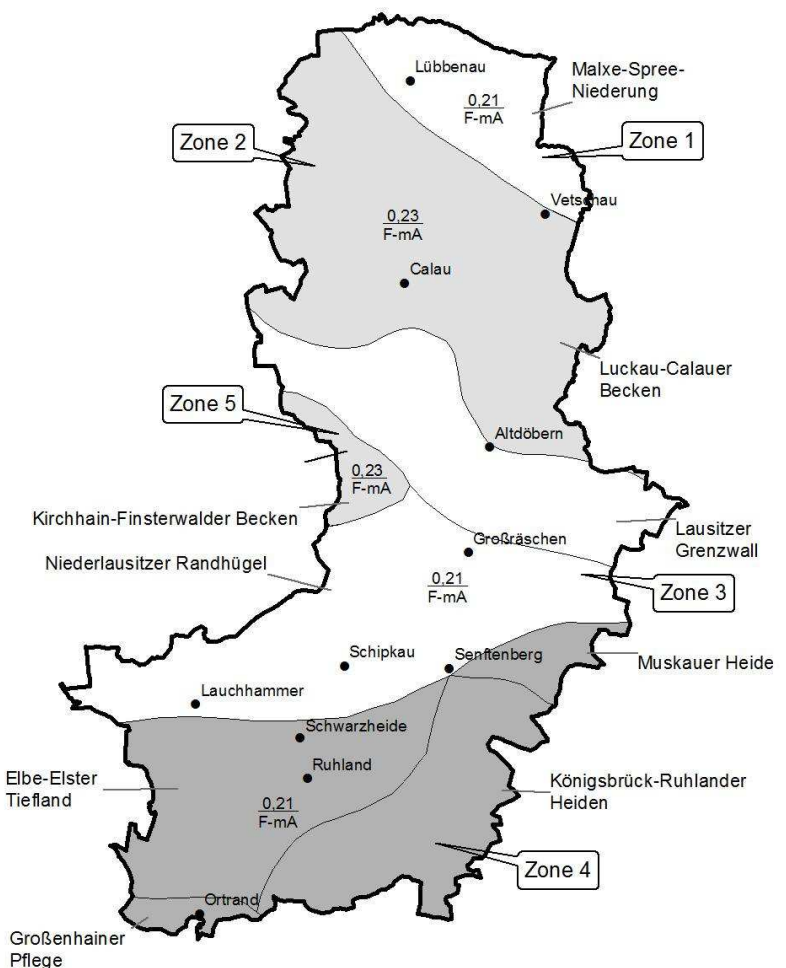 Lübbenau
Malxe-Spree-
Niederung
0,21
F-mA
Zone 2
Zone 1
Vetschau
0,23
F-mA
Calau
Luckau-Calauer
Becken
Zone 5
Altdöbern
0,23
F-mA
Kirchhain-Finsterwalder Becken
Lausitzer
Grenzwall
Großräschen
Niederlausitzer Randhügel
0,21
F-mA
Zone 3
Schipkau
Senftenberg
Muskauer Heide
Lauchhammer
Schwarzheide
Ruhland
Elbe-Elster
Tiefland
Königsbrück-Ruhlander
Heiden
0,21
F-mA
Zone 4
Ortrand
Großenhainer
Pflege